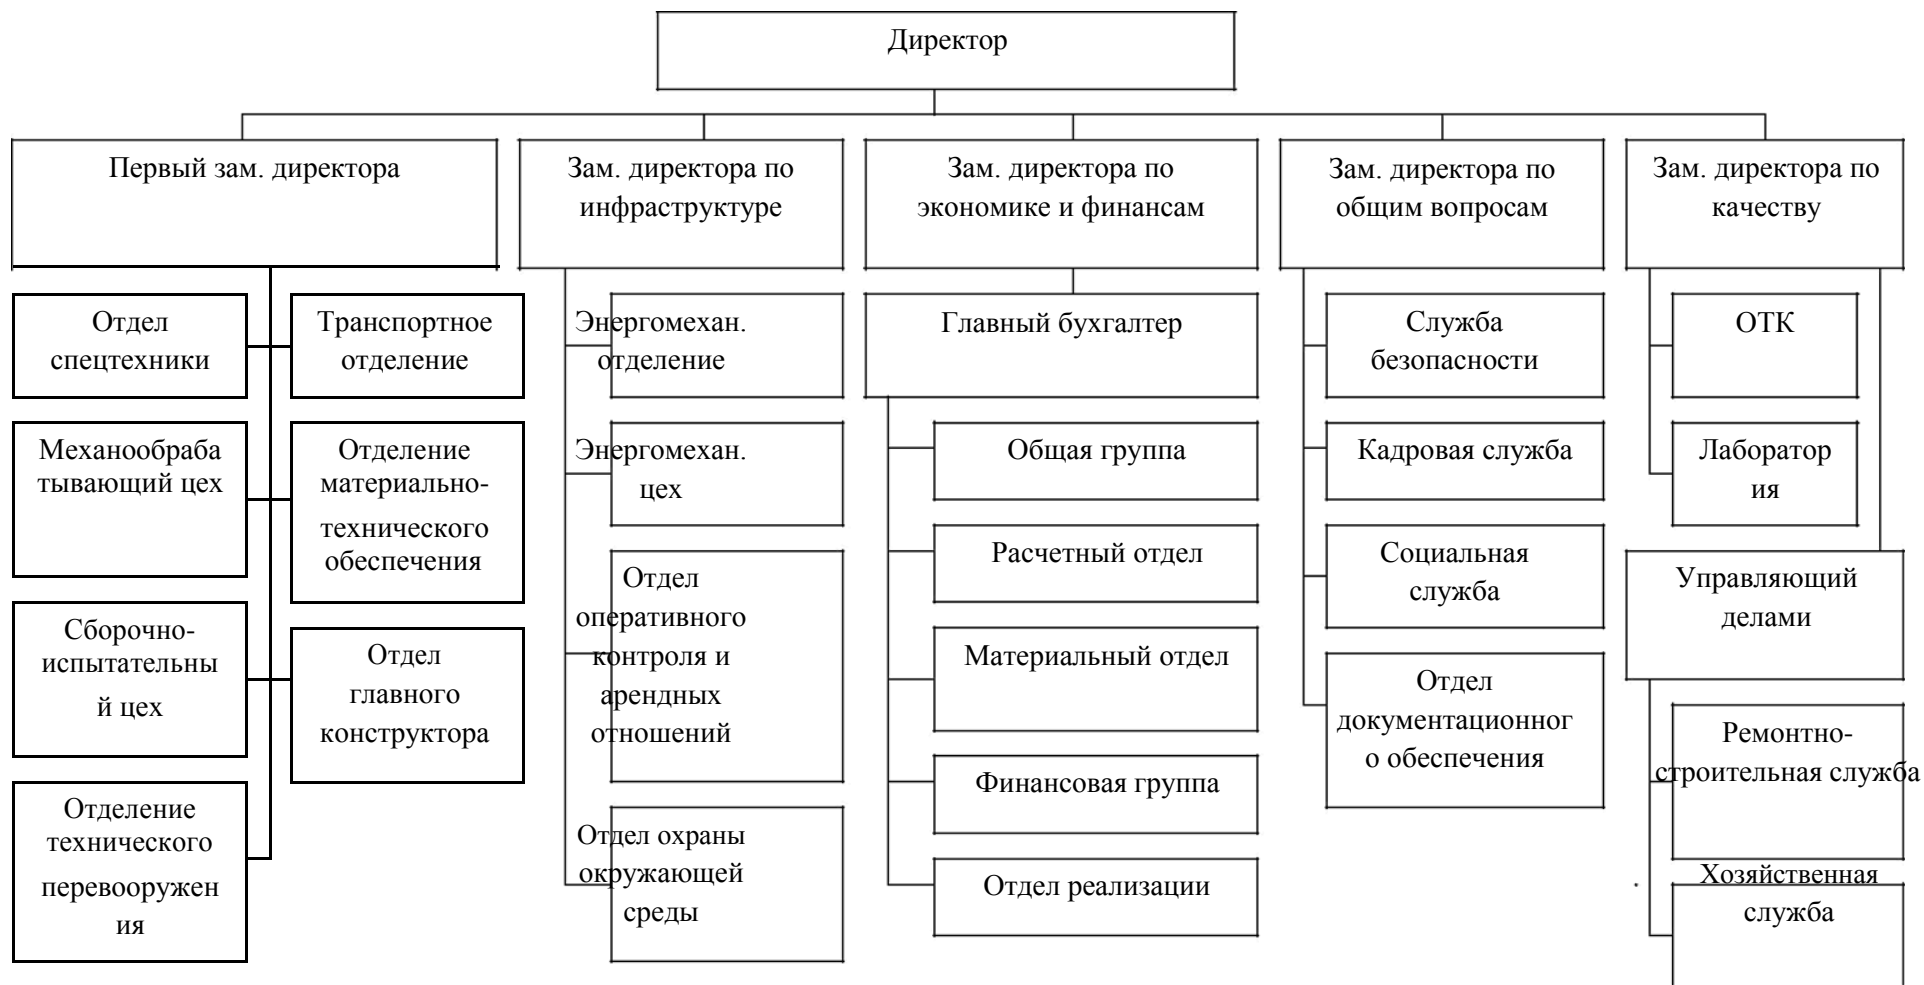 Директор
Первый зам. директора
Зам. директора по
инфраструктуре
Зам. директора по
экономике и финансам
Зам. директора по
общим вопросам
Зам. директора по
качеству
Отдел
спецтехники
Механообраба
тывающий цех
Сборочно-
испытательны
й цех
Отделение
технического
перевооружен
ия
Транспортное
отделение
Отделение
материально-
технического
обеспечения
Отдел
главного
конструктора
Энергомехан.
отделение
Энергомехан.
цех
Отдел
оперативного
контроля и
арендных
отношений
Отдел охраны
окружающей
среды
Главный бухгалтер
Общая группа
Расчетный отдел
Материальный отдел
Финансовая группа
Отдел реализации
Служба
безопасности
Кадровая служба
Социальная
служба
Отдел
документационног
о обеспечения
ОТК
Лаборатор
ия
Управляющий
делами
Ремонтно-
строительная служба
Хозяйственная
служба